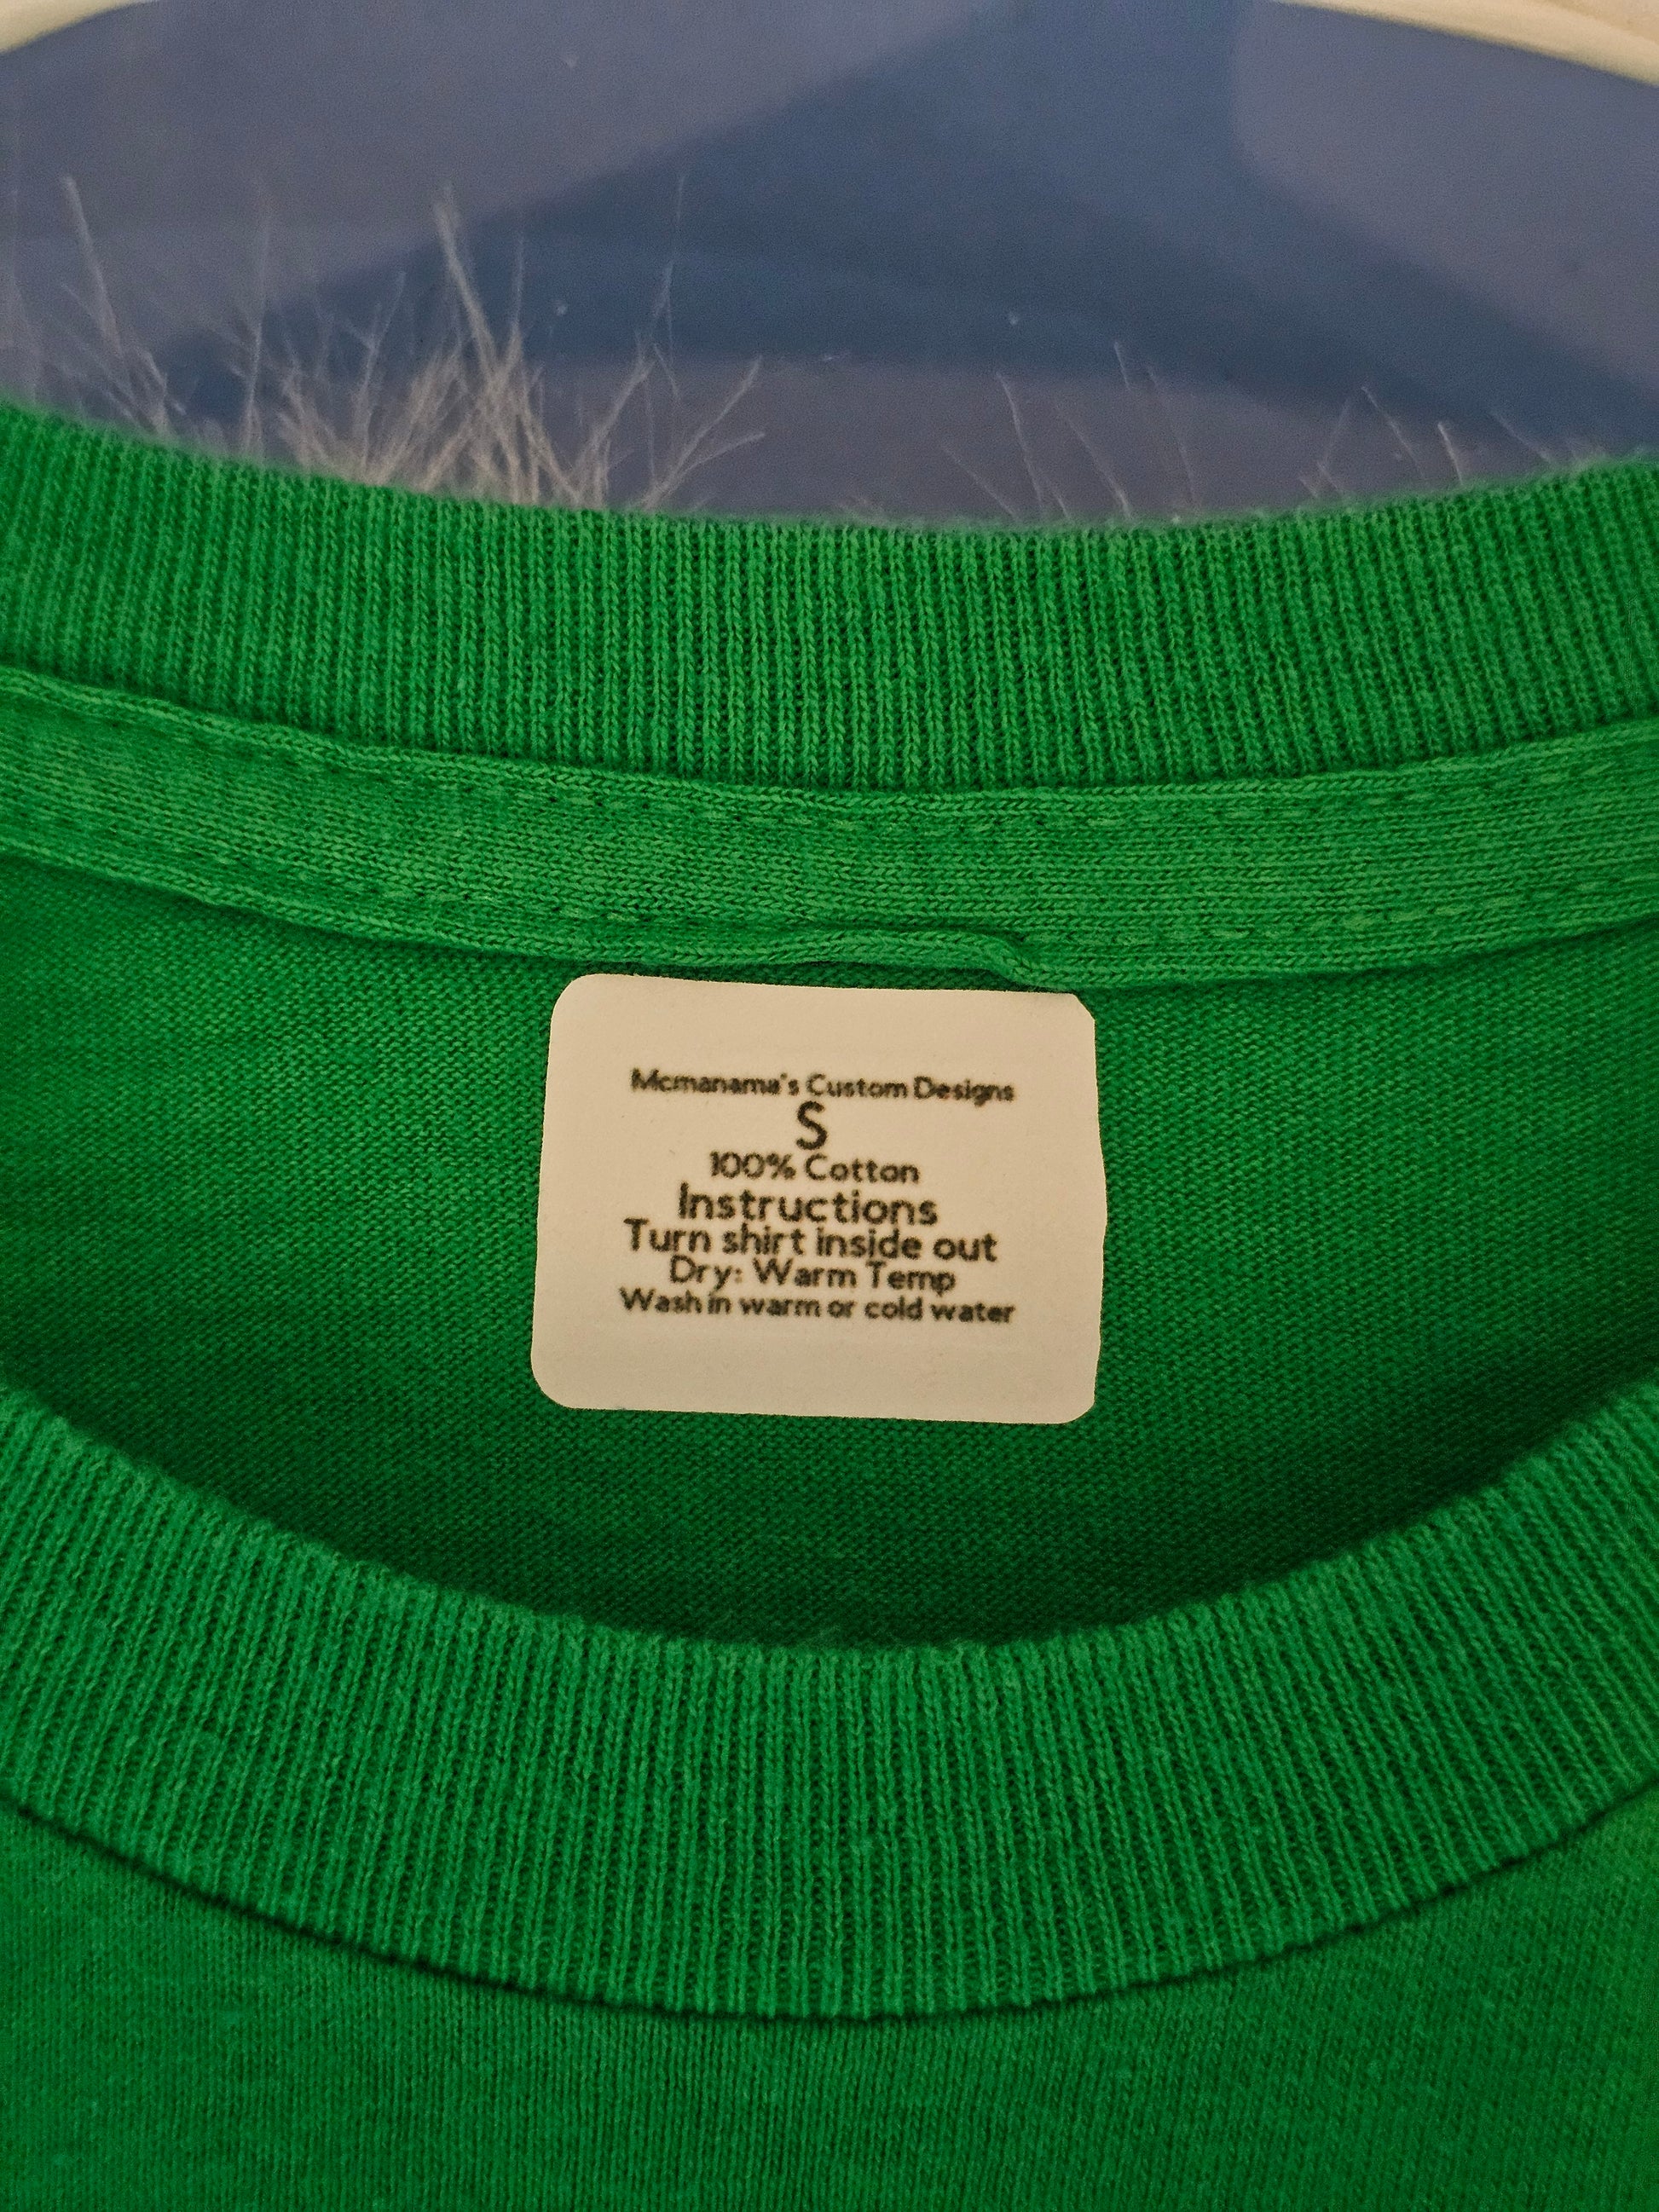 Mcmanama's Custom Designs
S
100% Cotton
Instructions
Turn shirt inside out
Dry: Warm Temp
Wash in warm or cold water